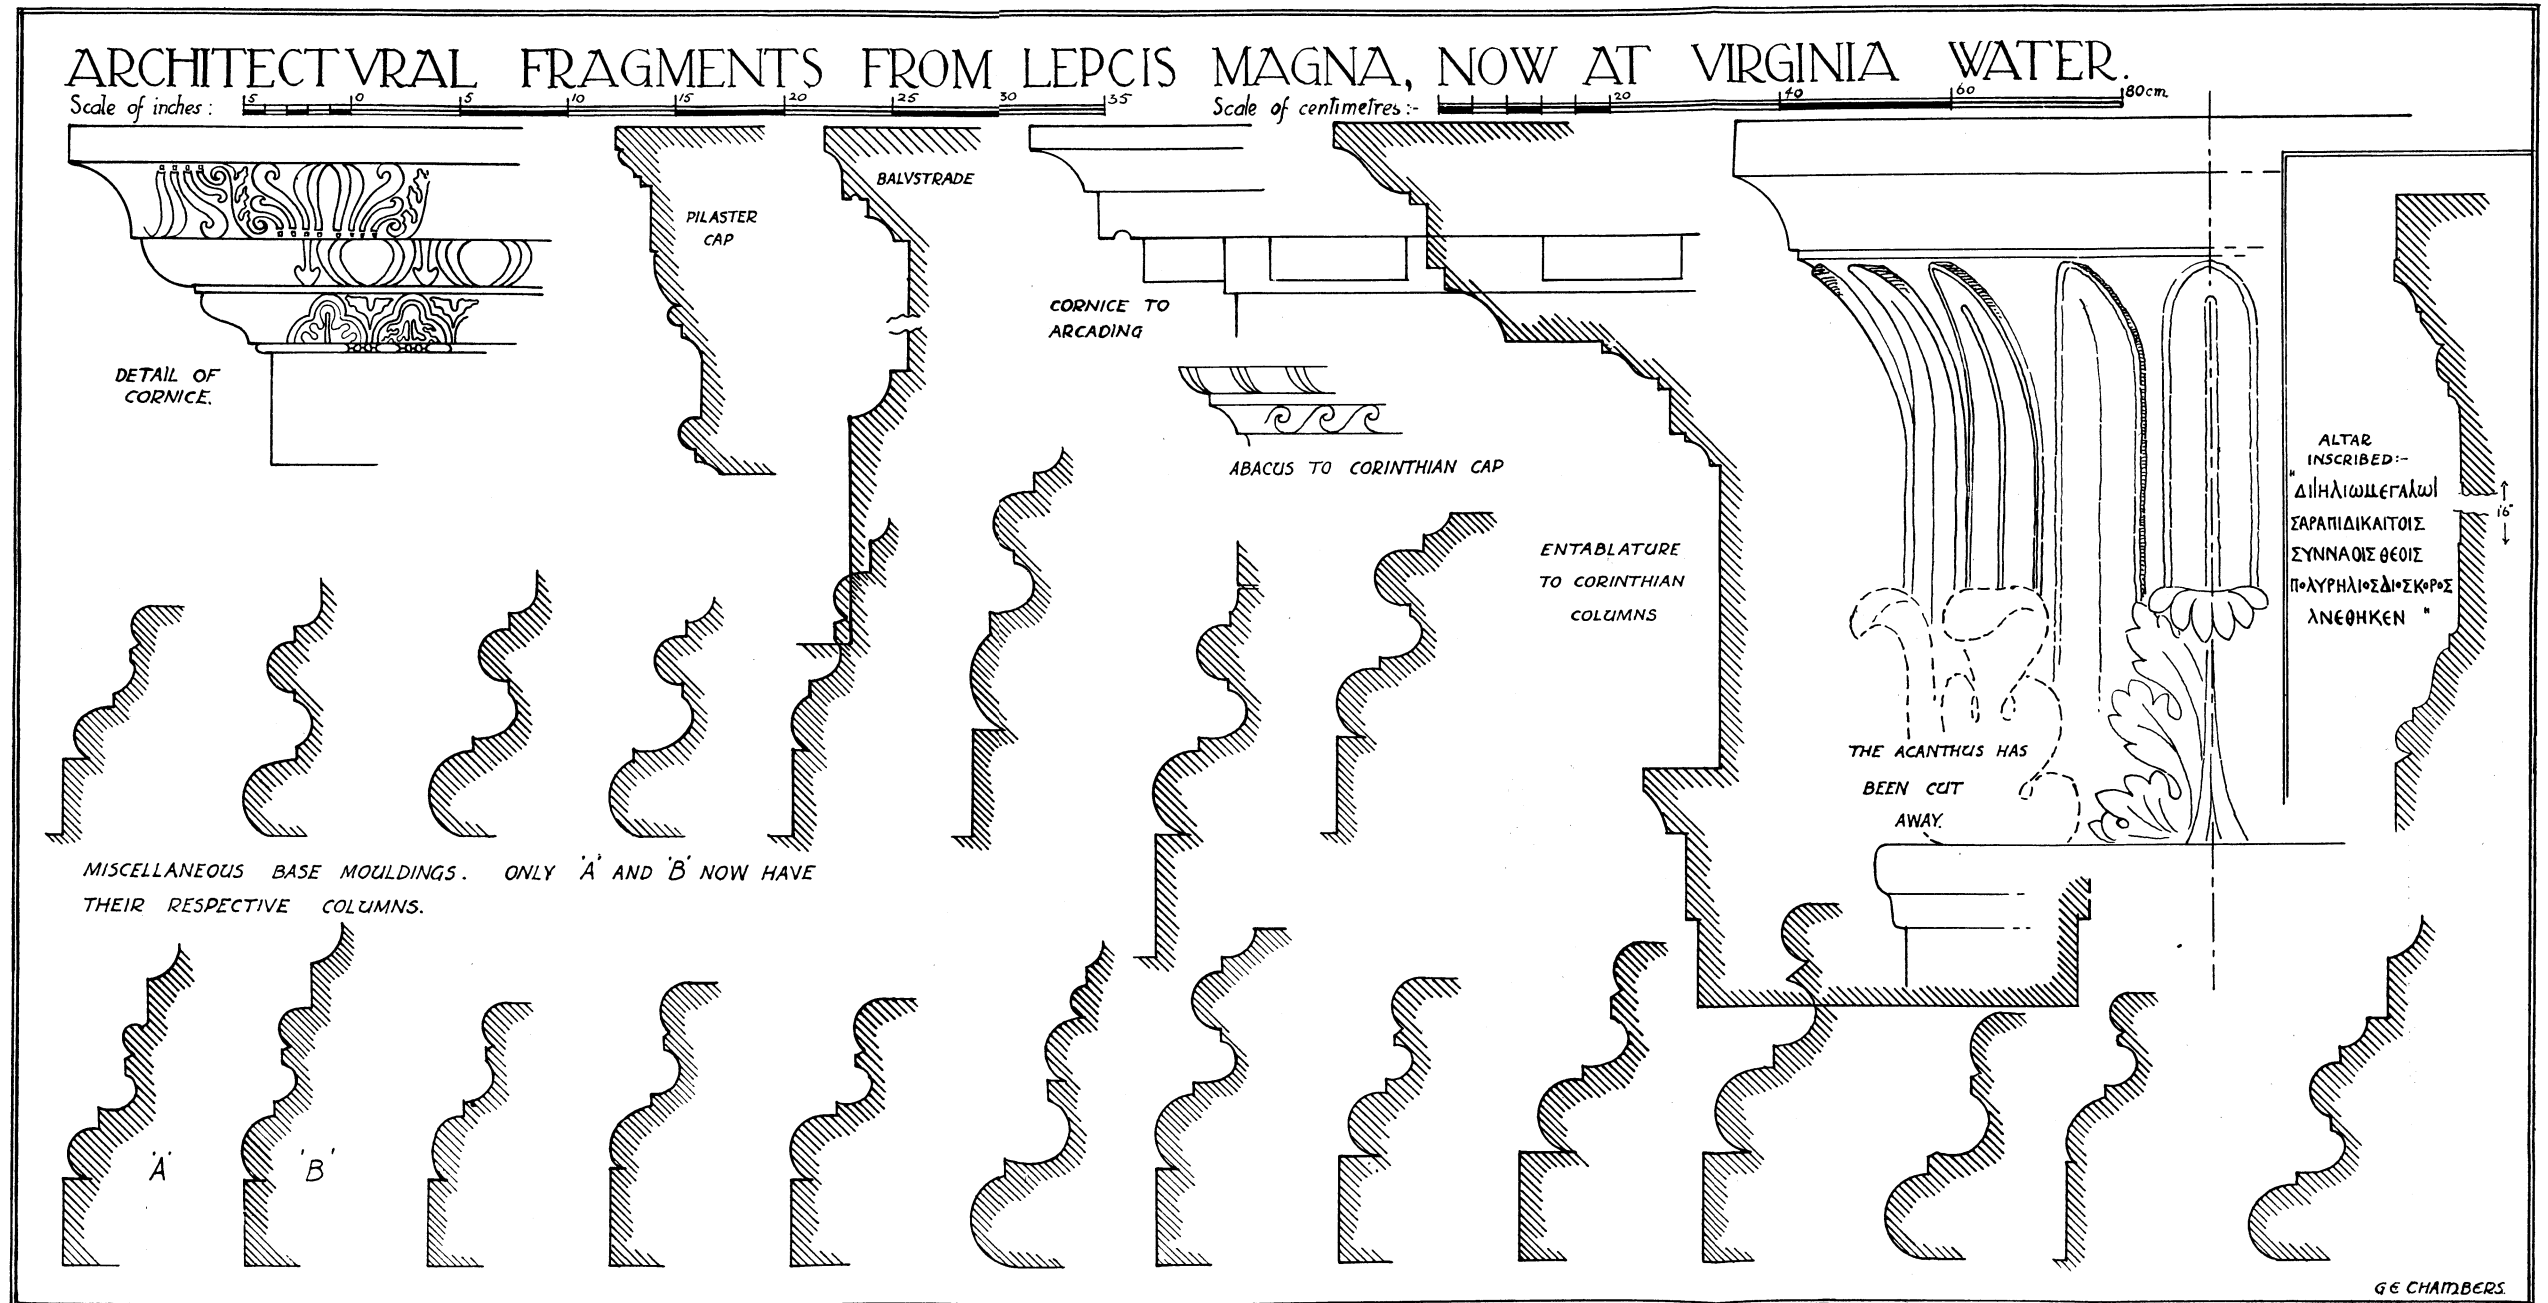 ARCHITECTVRAL FRAGMENTS FROM LEPCIS MAGNA, NOW AT VIRGINIA WATER.
Scale of inches: 5 0 5 10 15 20 25 30 35
Scale of centimetres:- 20 40 60 80cm.
DETAIL OF
CORNICE.
PILASTER
CAP
BALVSTRADE
CORNICE TO
ARCADING
ABACUS TO CORINTHIAN CAP
ENTABLATURE
TO CORINTHIAN
COLUMNS
THE ACANTHUS HAS
BEEN CUT
AWAY.
ALTAR
INSCRIBED:-
"ΔΙΙΗΛΙωΜΕΓΑΛωΙ
ΣΑΡΑΠΙΔΙΚΑΙΤΟΙΣ
ΣΥΝΝΑΟΙΣ ΘΕΟΙΣ
ΠΟΛΥΡΗΛΙΟΣΔΙΟΣΚΟΡΟΣ
ΛΝΕΘΗΚΕΝ "
16"
MISCELLANEOUS BASE MOULDINGS. ONLY 'A' AND 'B' NOW HAVE
THEIR RESPECTIVE COLUMNS.
'A'
'B'
G E CHAMBERS.